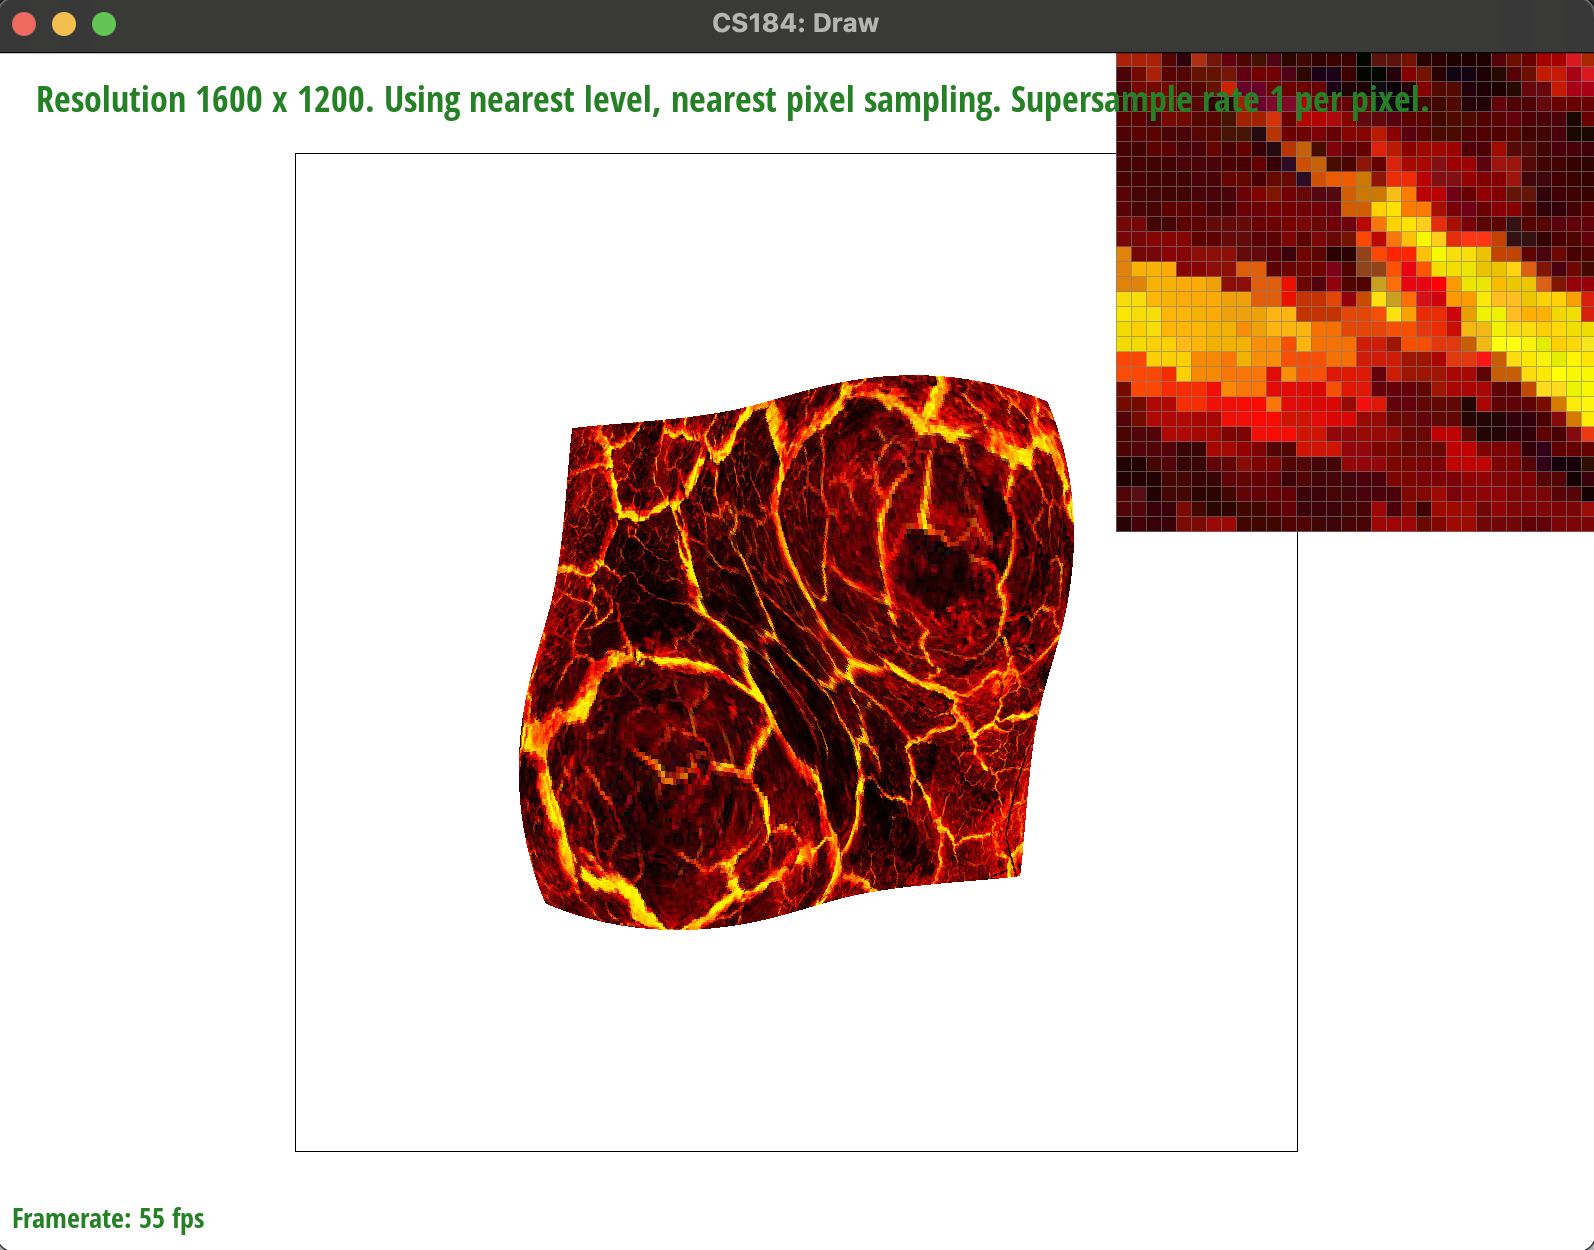 CS184: Draw
Resolution 1600 x 1200. Using nearest level, nearest pixel sampling. Supersample rate 1 per pixel.
Framerate: 55 fps